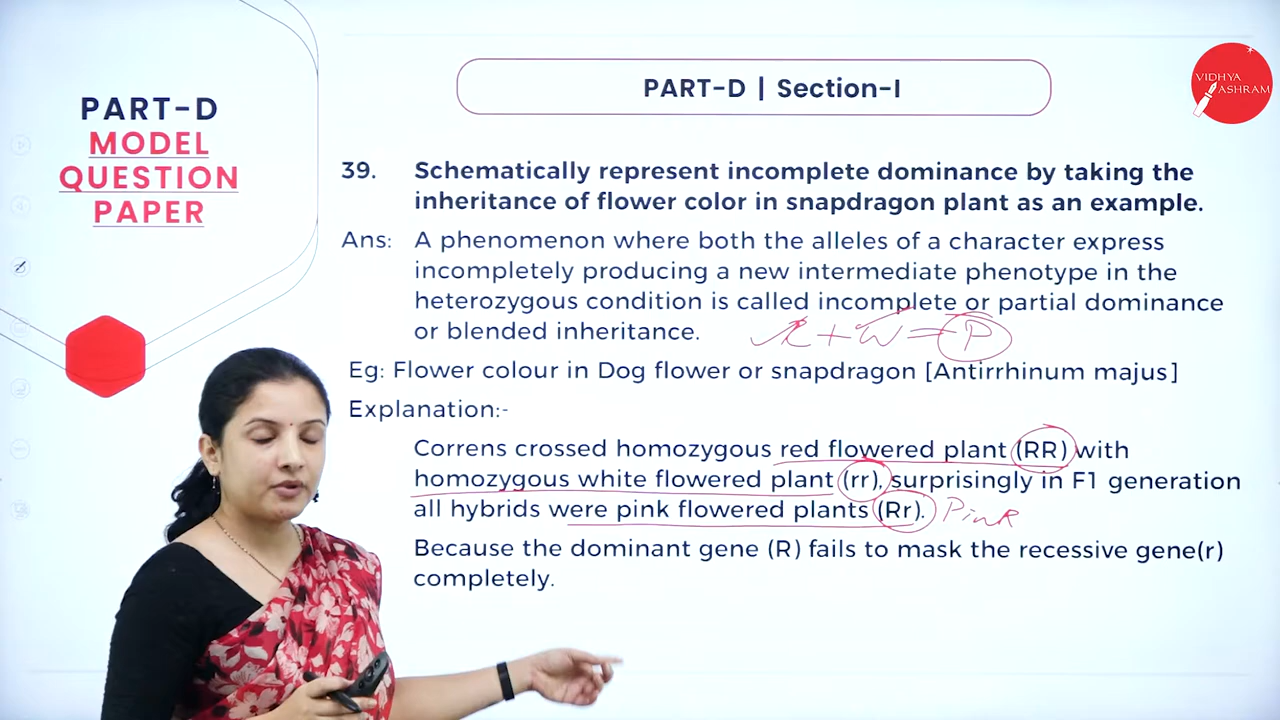 PART-D
MODEL
QUESTION
PAPER
PART-D | Section-I
VIDHYA
ASHRAM
39. Schematically represent incomplete dominance by taking the
inheritance of flower color in snapdragon plant as an example.
Ans: A phenomenon where both the alleles of a character express
incompletely producing a new intermediate phenotype in the
heterozygous condition is called incomplete or partial dominance
or blended inheritance.
r + w = P
Eg: Flower colour in Dog flower or snapdragon [Antirrhinum majus]
Explanation:-
Correns crossed homozygous red flowered plant (RR) with
homozygous white flowered plant (rr), surprisingly in F1 generation
all hybrids were pink flowered plants (Rr). Pink
Because the dominant gene (R) fails to mask the recessive gene(r)
completely.